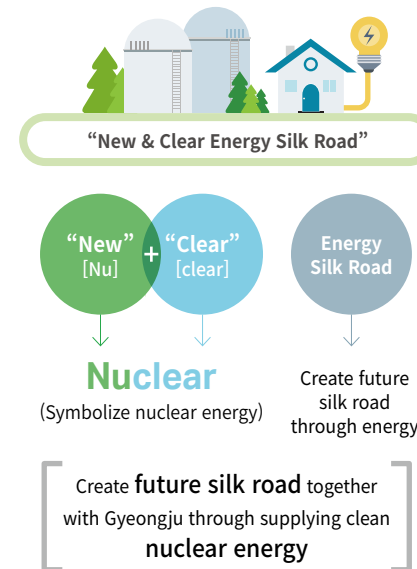 “New & Clear Energy Silk Road”
“New”
[Nu]
+
“Clear”
[clear]
Energy
Silk Road
Nuclear
(Symbolize nuclear energy)
Create future
silk road
through energy
Create future silk road together
with Gyeongju through supplying clean
nuclear energy